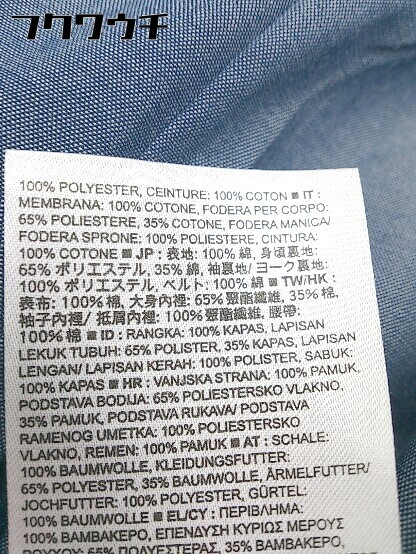 フクワウチ
100% POLYESTER, CEINTURE: 100% COTON ■ IT :
MEMBRANA: 100% COTONE, FODERA PER CORPO:
65% POLIESTERE, 35% COTONE, FODERA MANICA/
FODERA SPRONE: 100% POLIESTERE, CINTURA:
100% COTONE ■ JP : 表地: 100% 綿, 身頃裏地:
65% ポリエステル, 35% 綿, 袖裏地/ ヨーク裏地:
100% ポリエステル, ベルト: 100% 綿 ■ TW/HK :
表布: 100% 棉, 大身內裡: 65% 聚酯纖維, 35% 棉,
袖子內裡/ 抵肩內裡: 100% 聚酯纖維, 腰帶:
100% 棉 ■ ID : RANGKA: 100% KAPAS, LAPISAN
LEKUK TUBUH: 65% POLISTER, 35% KAPAS, LAPISAN
LENGAN/ LAPISAN KERAH: 100% POLISTER, SABUK:
100% KAPAS ■ HR : VANJSKA STRANA: 100% PAMUK,
PODSTAVA BODIJA: 65% POLIESTERSKO VLAKNO,
35% PAMUK, PODSTAVA RUKAVA/ PODSTAVA
RAMENOG UMETKA: 100% POLIESTERSKO
VLAKNO, REMEN: 100% PAMUK ■ AT : SCHALE:
100% BAUMWOLLE, KLEIDUNGSFUTTER:
65% POLYESTER, 35% BAUMWOLLE, ÄRMELFUTTER/
JOCHFUTTER: 100% POLYESTER, GÜRTEL:
100% BAUMWOLLE ■ EL/CY : ΠΕΡΙΒΛΗΜΑ:
100% ΒΑΜΒΑΚΕΡΟ, ΕΠΕΝΔΥΣΗ ΚΥΡΙΩΣ ΜΕΡΟΥΣ
ΡΟΥΧΟΥ: 65% ΠΟΛΥΕΣΤΕΡΑΣ, 35% ΒΑΜΒΑΚΕΡΟ,